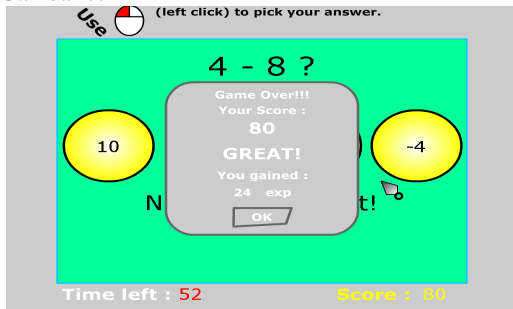 Use (left click) to pick your answer.
4 - 8 ?
Game Over!!!
Your Score :
80
10
-4
GREAT!
You gained :
24 exp
N t!
OK
Time left : 52 Score : 80